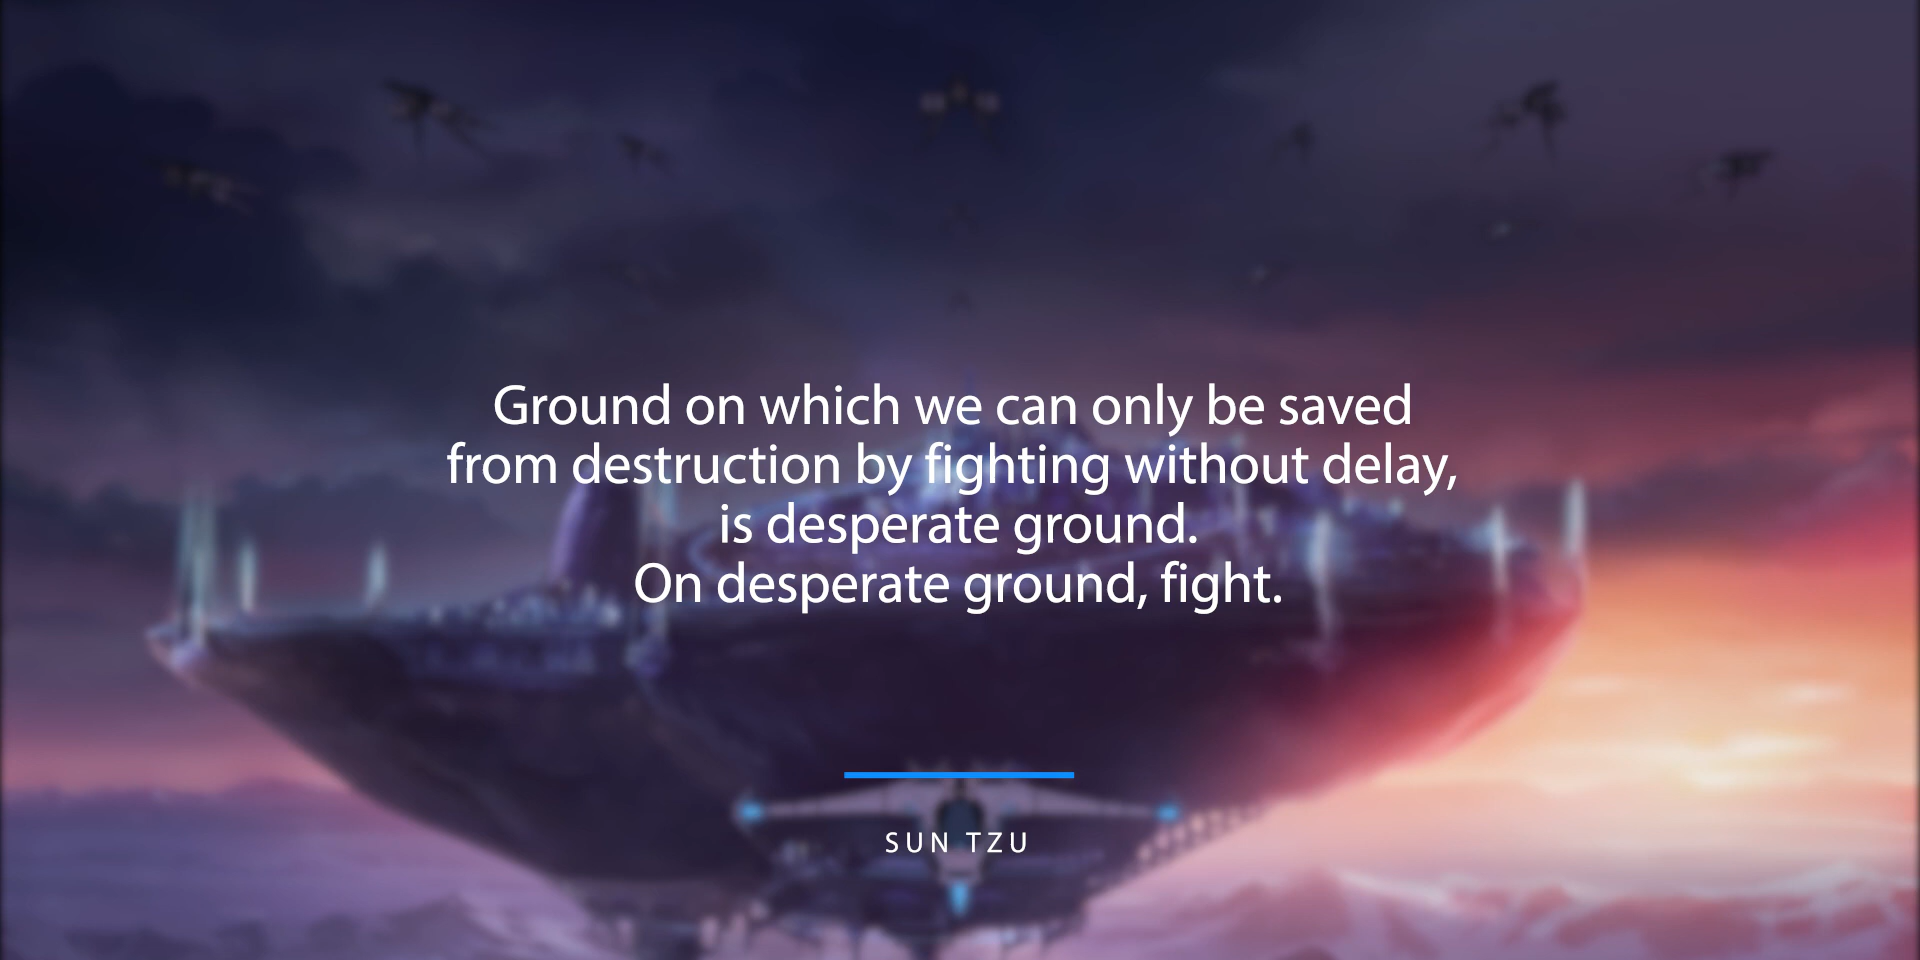 Ground on which we can only be saved
from destruction by fighting without delay,
is desperate ground.
On desperate ground, fight.
SUN TZU